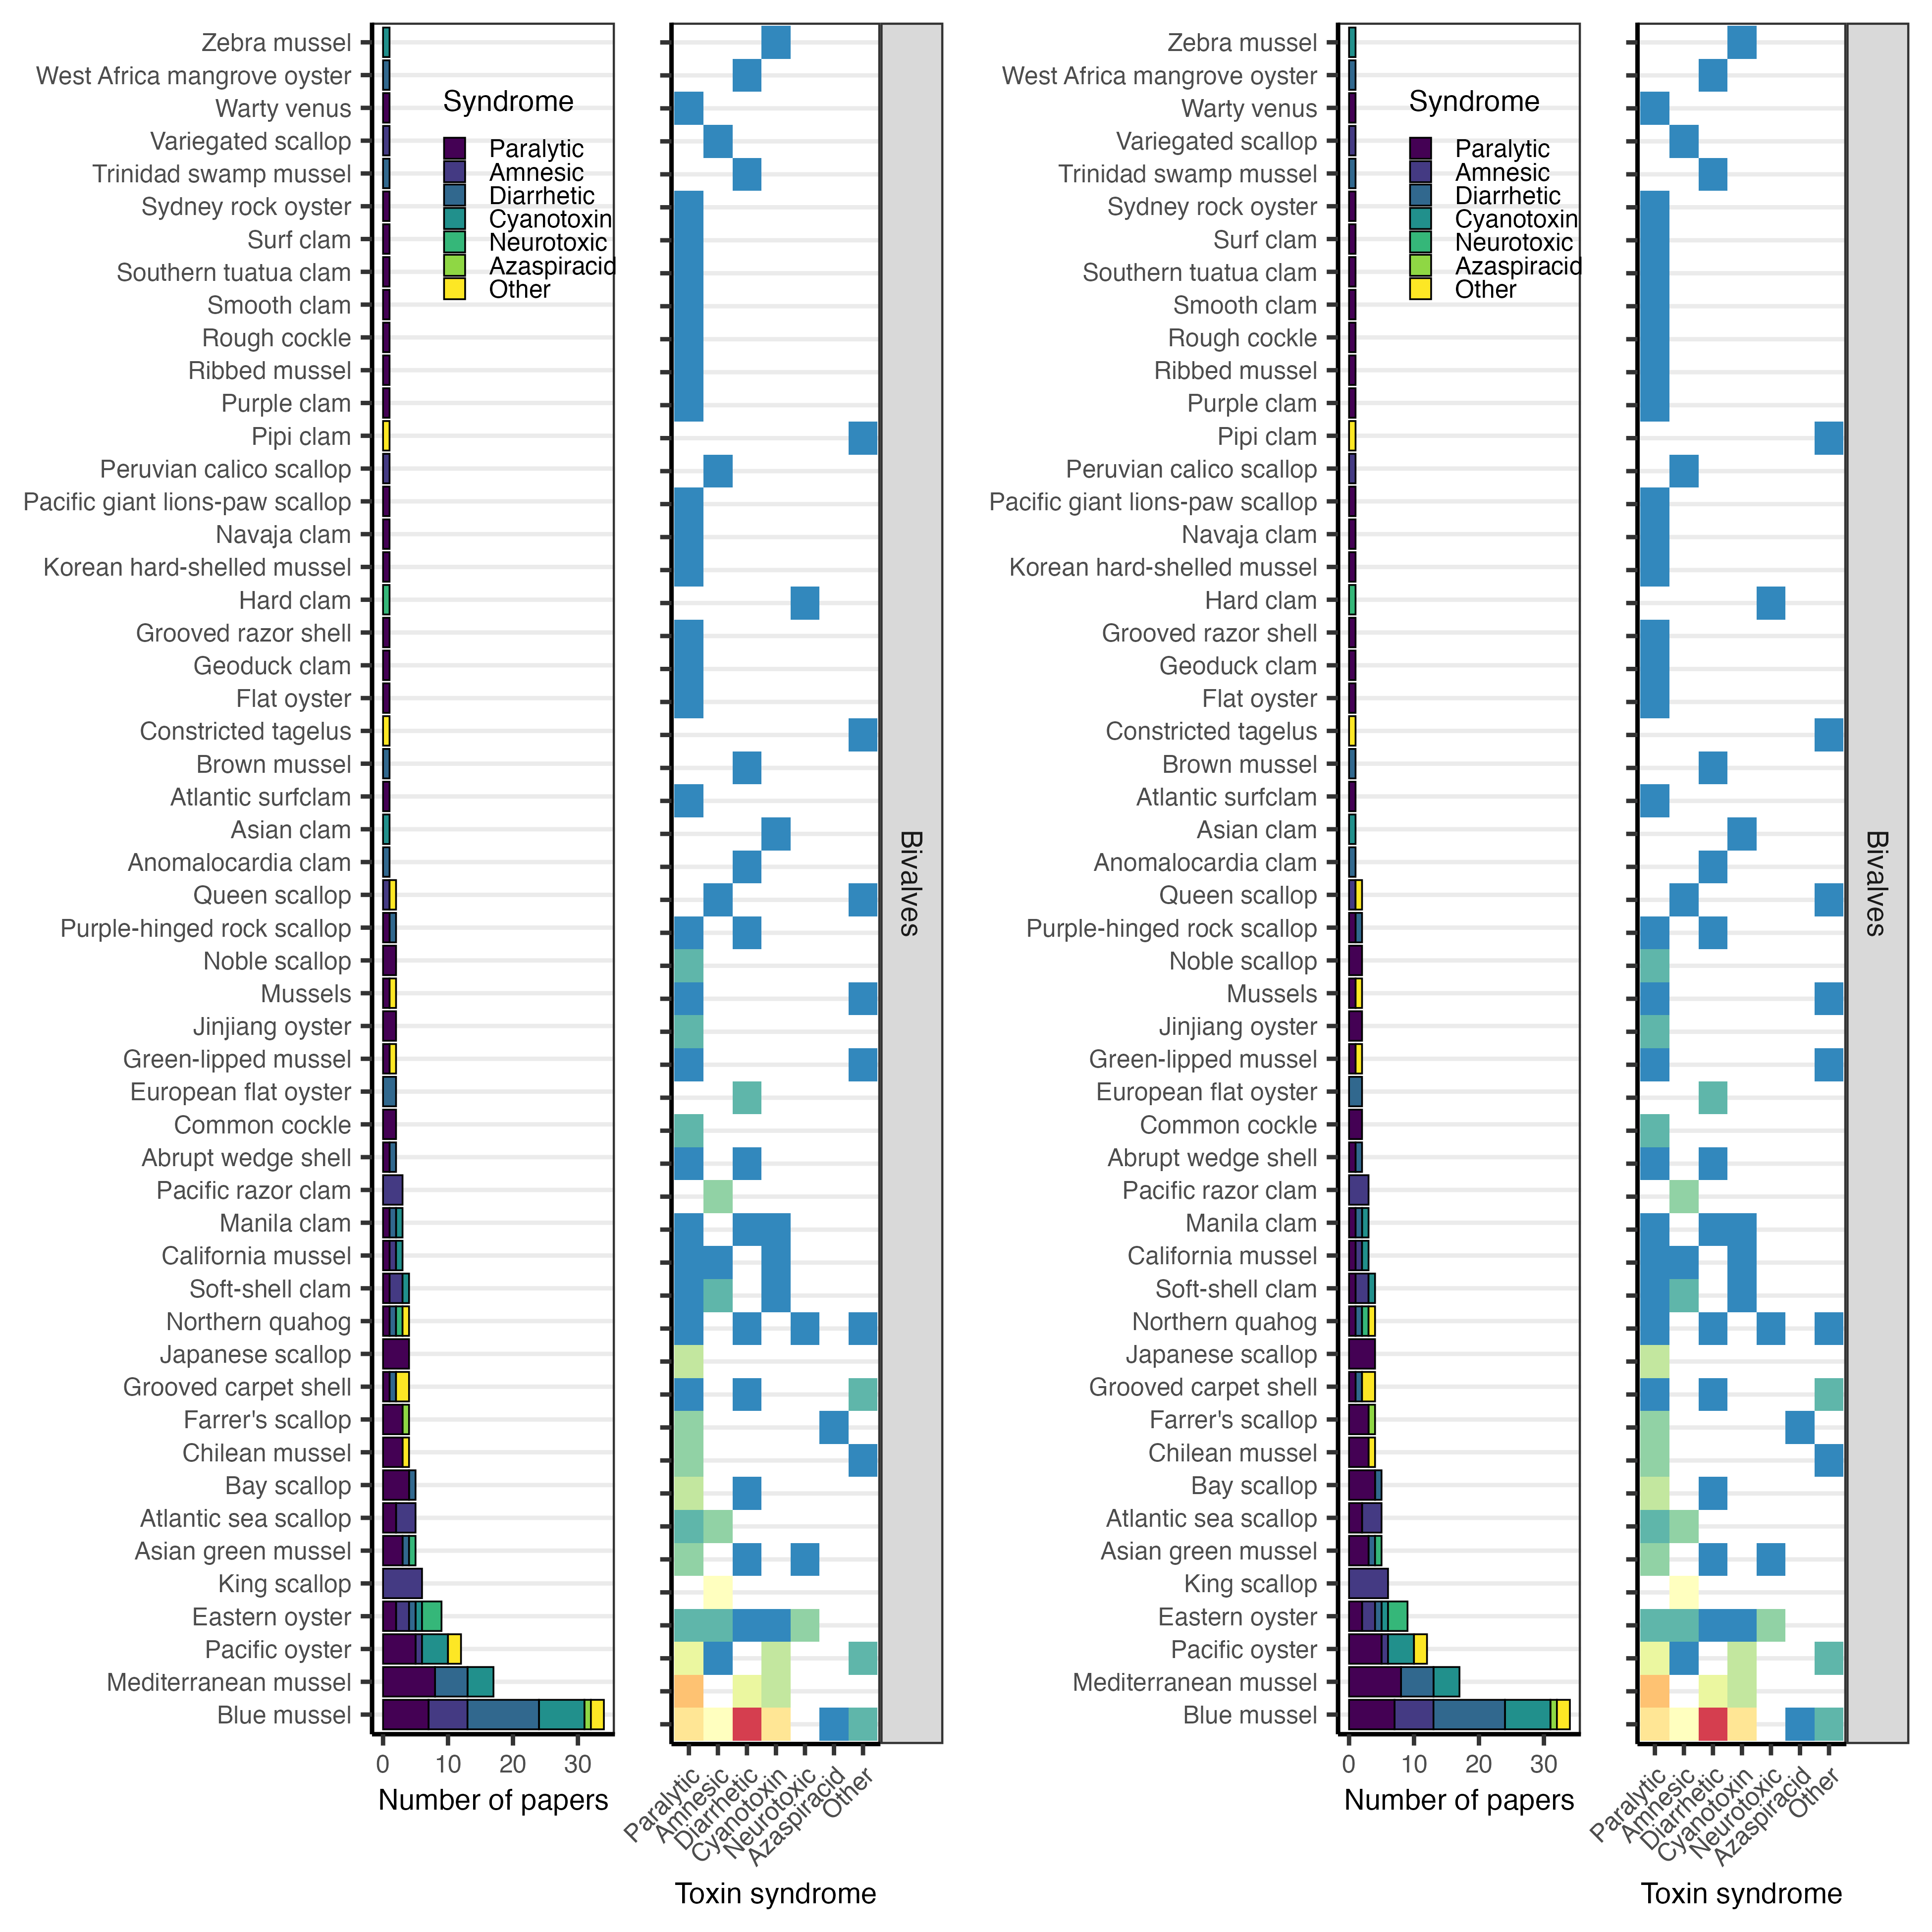 Zebra mussel
West Africa mangrove oyster
Warty venus
Variegated scallop
Trinidad swamp mussel
Sydney rock oyster
Surf clam
Southern tuatua clam
Smooth clam
Rough cockle
Ribbed mussel
Purple clam
Pipi clam
Peruvian calico scallop
Pacific giant lions-paw scallop
Navaja clam
Korean hard-shelled mussel
Hard clam
Grooved razor shell
Geoduck clam
Flat oyster
Constricted tagelus
Brown mussel
Atlantic surfclam
Asian clam
Anomalocardia clam
Queen scallop
Purple-hinged rock scallop
Noble scallop
Mussels
Jinjiang oyster
Green-lipped mussel
European flat oyster
Common cockle
Abrupt wedge shell
Pacific razor clam
Manila clam
California mussel
Soft-shell clam
Northern quahog
Japanese scallop
Grooved carpet shell
Farrer's scallop
Chilean mussel
Bay scallop
Atlantic sea scallop
Asian green mussel
King scallop
Eastern oyster
Pacific oyster
Mediterranean mussel
Blue mussel
Syndrome
Paralytic
Amnesic
Diarrhetic
Cyanotoxin
Neurotoxic
Azaspiracid
Other
0 10 20 30
Number of papers
Paralytic
Amnesic
Diarrhetic
Cyanotoxin
Neurotoxic
Azaspiracid
Other
Toxin syndrome
Bivalves
Zebra mussel
West Africa mangrove oyster
Warty venus
Variegated scallop
Trinidad swamp mussel
Sydney rock oyster
Surf clam
Southern tuatua clam
Smooth clam
Rough cockle
Ribbed mussel
Purple clam
Pipi clam
Peruvian calico scallop
Pacific giant lions-paw scallop
Navaja clam
Korean hard-shelled mussel
Hard clam
Grooved razor shell
Geoduck clam
Flat oyster
Constricted tagelus
Brown mussel
Atlantic surfclam
Asian clam
Anomalocardia clam
Queen scallop
Purple-hinged rock scallop
Noble scallop
Mussels
Jinjiang oyster
Green-lipped mussel
European flat oyster
Common cockle
Abrupt wedge shell
Pacific razor clam
Manila clam
California mussel
Soft-shell clam
Northern quahog
Japanese scallop
Grooved carpet shell
Farrer's scallop
Chilean mussel
Bay scallop
Atlantic sea scallop
Asian green mussel
King scallop
Eastern oyster
Pacific oyster
Mediterranean mussel
Blue mussel
Syndrome
Paralytic
Amnesic
Diarrhetic
Cyanotoxin
Neurotoxic
Azaspiracid
Other
0 10 20 30
Number of papers
Paralytic
Amnesic
Diarrhetic
Cyanotoxin
Neurotoxic
Azaspiracid
Other
Toxin syndrome
Bivalves